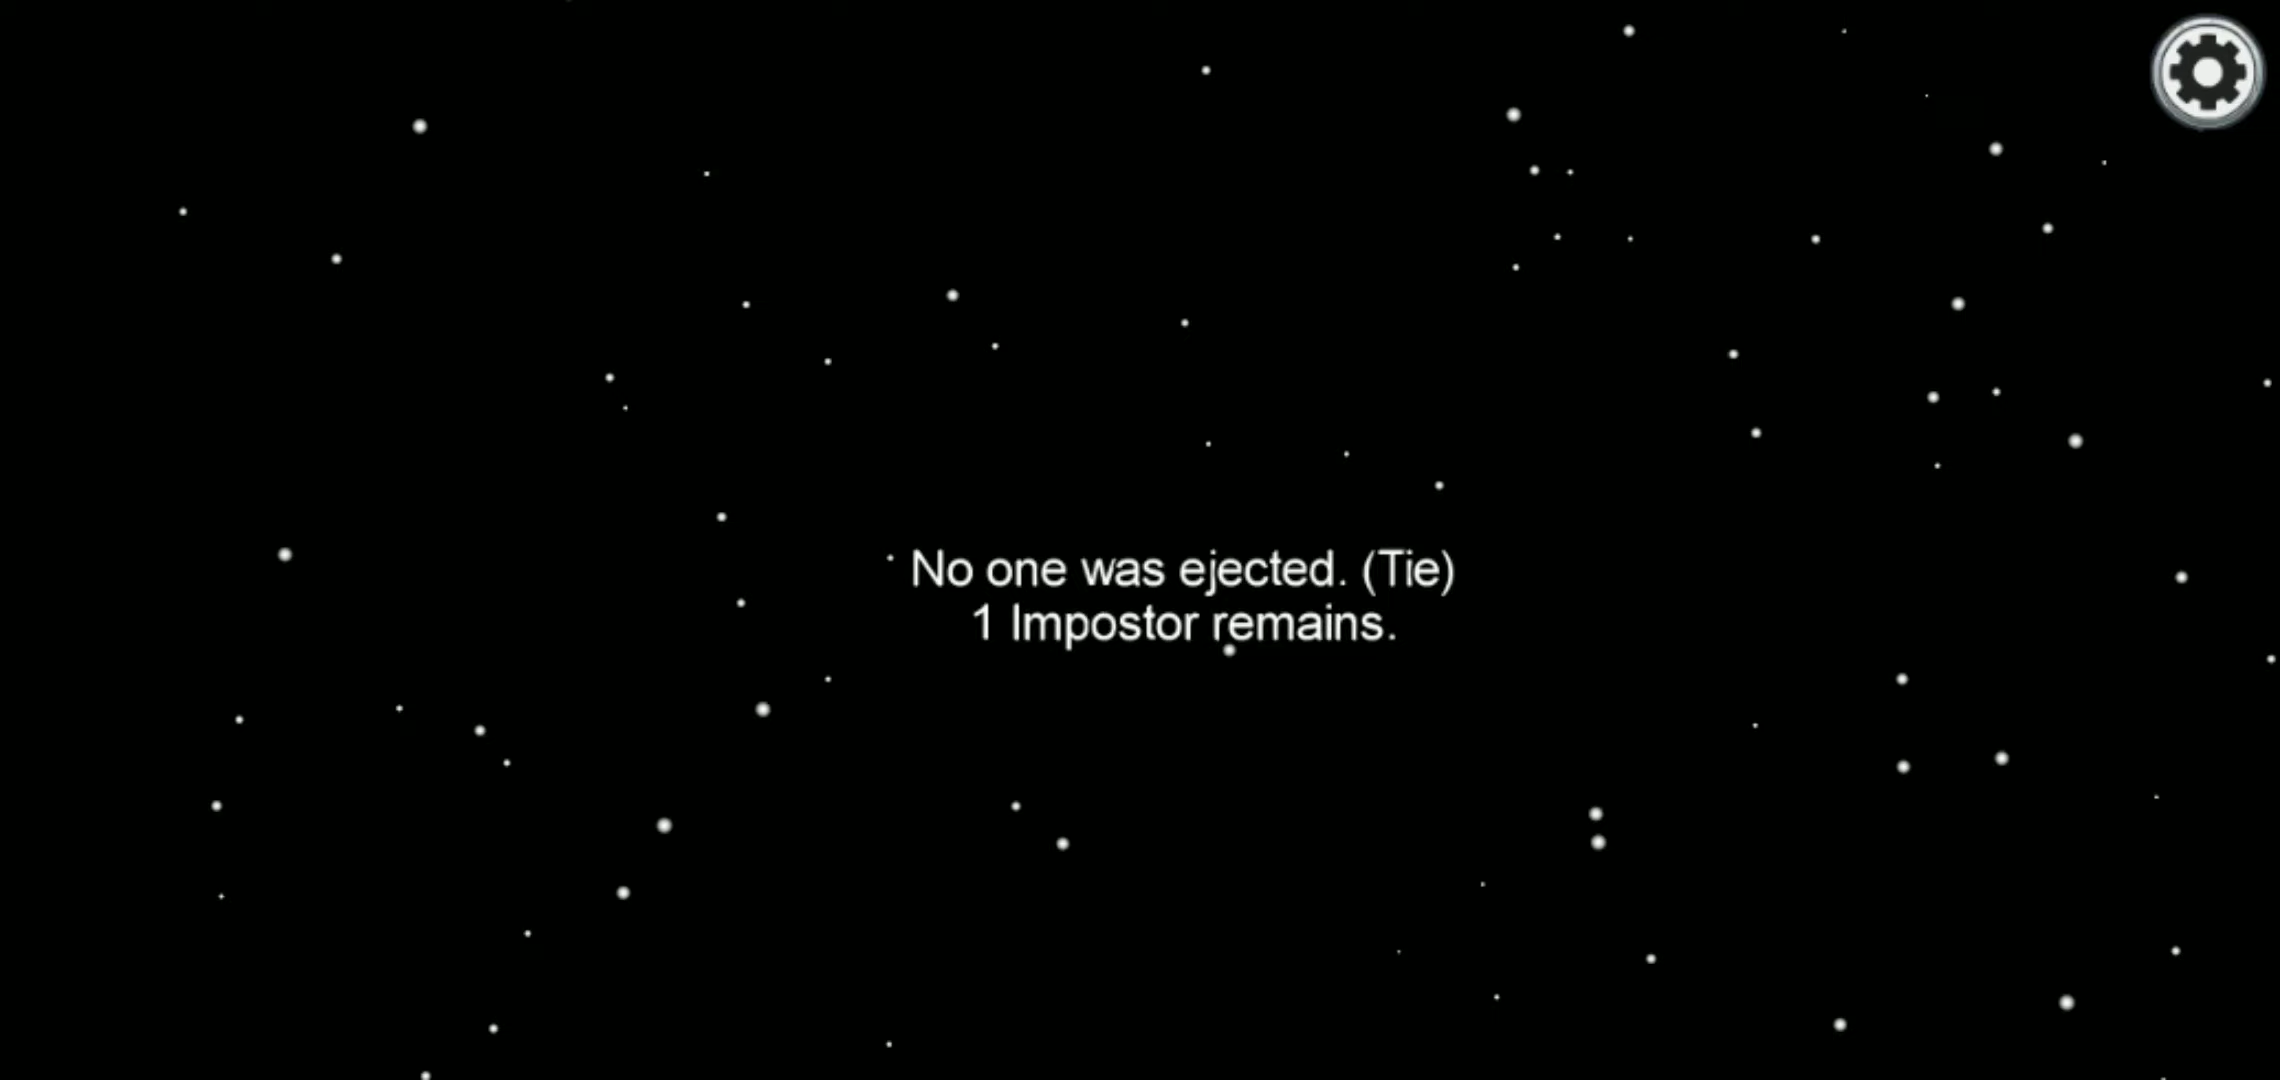 No one was ejected. (Tie)
1 Impostor remains.